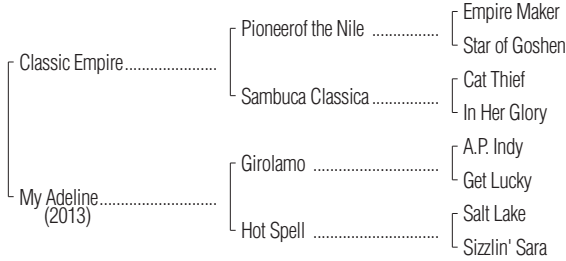 Empire Maker
Pioneerof the Nile ................
Star of Goshen
Classic Empire......................
Cat Thief
Sambuca Classica ................
In Her Glory
A.P. Indy
Girolamo ..............................
Get Lucky
My Adeline............................
(2013)
Salt Lake
Hot Spell ..............................
Sizzlin' Sara